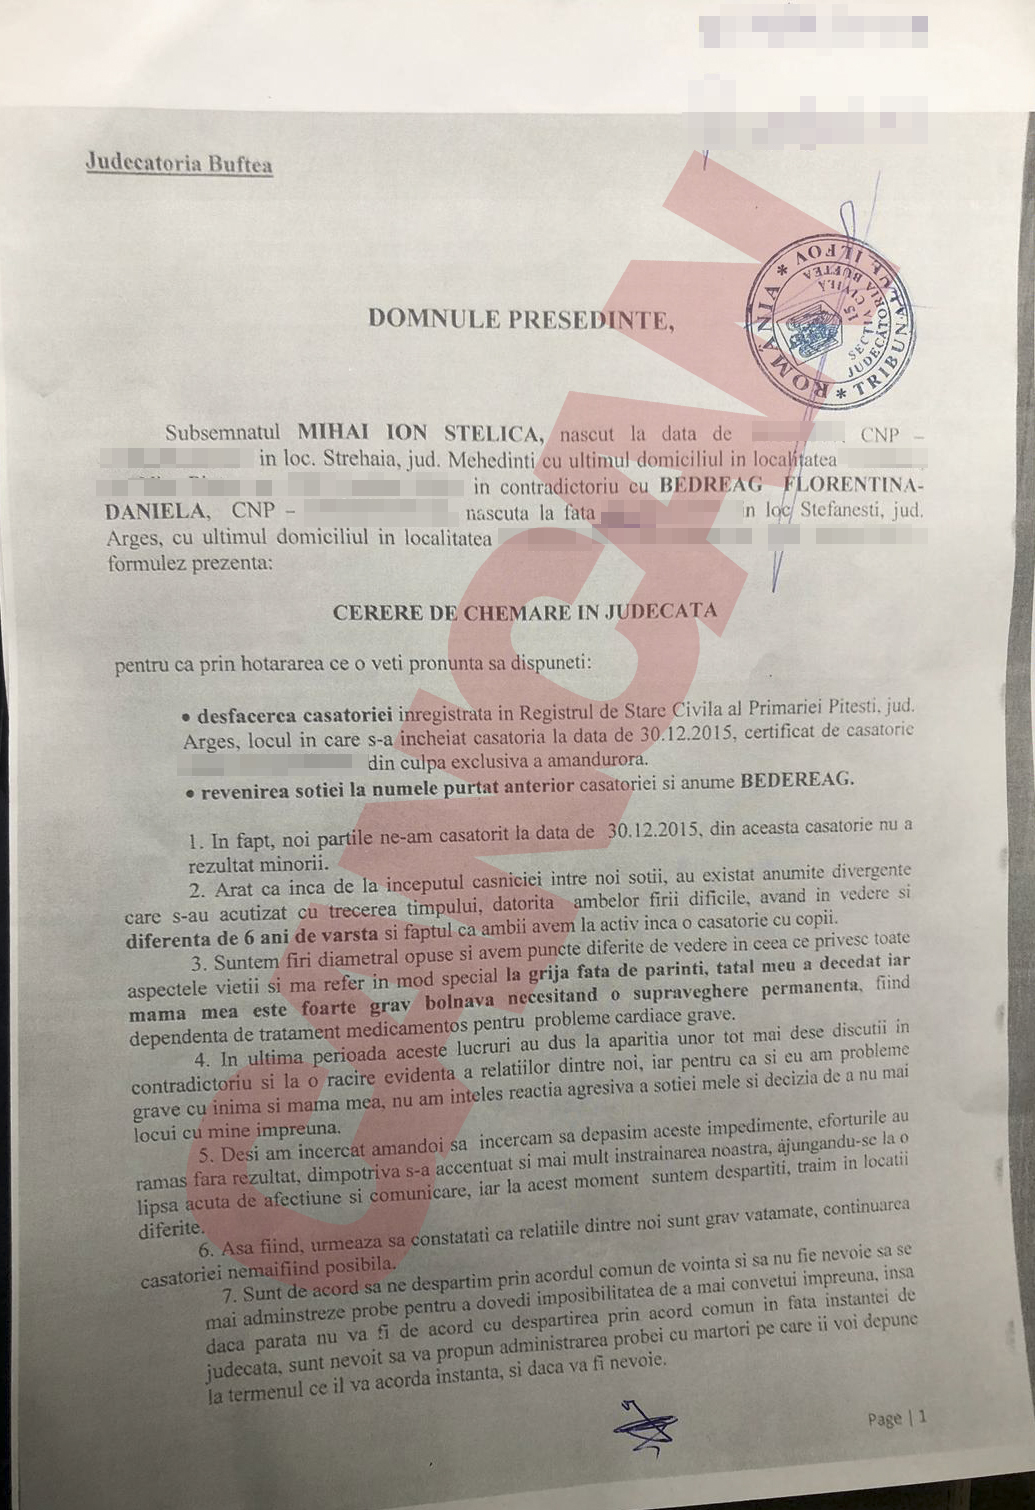 Judecatoria Buftea
ROMÂNIA * TRIBUNALUL ILFOV *
JUDECĂTORIA BUFTEA
SECȚIA CIVILĂ
15
DOMNULE PRESEDINTE,
Subsemnatul MIHAI ION STELICA, nascut la data de CNP –
in loc. Strehaia, jud. Mehedinti cu ultimul domiciliul in localitatea
in contradictoriu cu BEDREAG FLORENTINA-
DANIELA, CNP – nascuta la fata in loc Stefanesti, jud.
Arges, cu ultimul domiciliul in localitatea
formulez prezenta:
CERERE DE CHEMARE IN JUDECATA
pentru ca prin hotararea ce o veti pronunta sa dispuneti:
• desfacerea casatoriei inregistrata in Registrul de Stare Civila al Primariei Pitesti, jud.
Arges, locul in care s-a incheiat casatoria la data de 30.12.2015, certificat de casatorie
din culpa exclusiva a amandurora.
• revenirea sotiei la numele purtat anterior casatoriei si anume BEDEREAG.
1. In fapt, noi partile ne-am casatorit la data de 30.12.2015, din aceasta casatorie nu a
rezultat minorii.
2. Arat ca inca de la inceputul casniciei intre noi sotii, au existat anumite divergente
care s-au acutizat cu trecerea timpului, datorita ambelor firii dificile, avand in vedere si
diferenta de 6 ani de varsta si faptul ca ambii avem la activ inca o casatorie cu copii.
3. Suntem firi diametral opuse si avem puncte diferite de vedere in ceea ce privesc toate
aspectele vietii si ma refer in mod special la grija fata de parinti, tatal meu a decedat iar
mama mea este foarte grav bolnava necesitand o supraveghere permanenta, fiind
dependenta de tratament medicamentos pentru probleme cardiace grave.
4. In ultima perioada aceste lucruri au dus la aparitia unor tot mai dese discutii in
contradictoriu si la o racire evidenta a relatiilor dintre noi, iar pentru ca si eu am probleme
grave cu inima si mama mea, nu am inteles reactia agresiva a sotiei mele si decizia de a nu mai
locui cu mine impreuna.
5. Desi am incercat amandoi sa incercam sa depasim aceste impedimente, eforturile au
ramas fara rezultat, dimpotriva s-a accentuat si mai mult instrainarea noastra, ajungandu-se la o
lipsa acuta de afectiune si comunicare, iar la acest moment suntem despartiti, traim in locatii
diferite.
6. Asa fiind, urmeaza sa constatati ca relatiile dintre noi sunt grav vatamate, continuarea
casatoriei nemaifiind posibila.
7. Sunt de acord sa ne despartim prin acordul comun de vointa si sa nu fie nevoie sa se
mai adminstreze probe pentru a dovedi imposibilitatea de a mai convetui impreuna, insa
daca parata nu va fi de acord cu despartirea prin acord comun in fata instantei de
judecata, sunt nevoit sa va propun administrarea probei cu martori pe care ii voi depune
la termenul ce il va acorda instanta, si daca va fi nevoie.
Page | 1
CANCAN